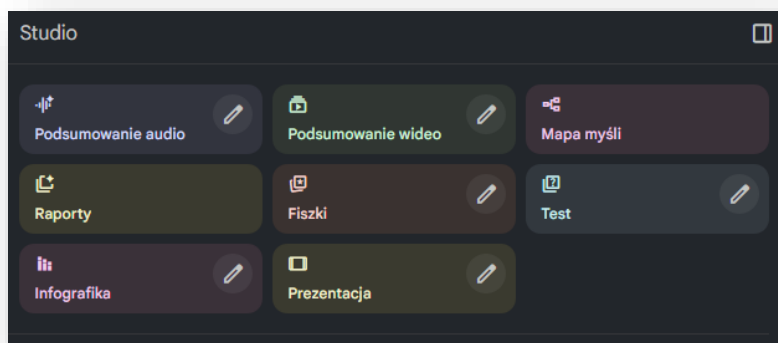 Studio
Podsumowanie audio
Podsumowanie wideo
Mapa myśli
Raporty
Fiszki
Test
Infografika
Prezentacja